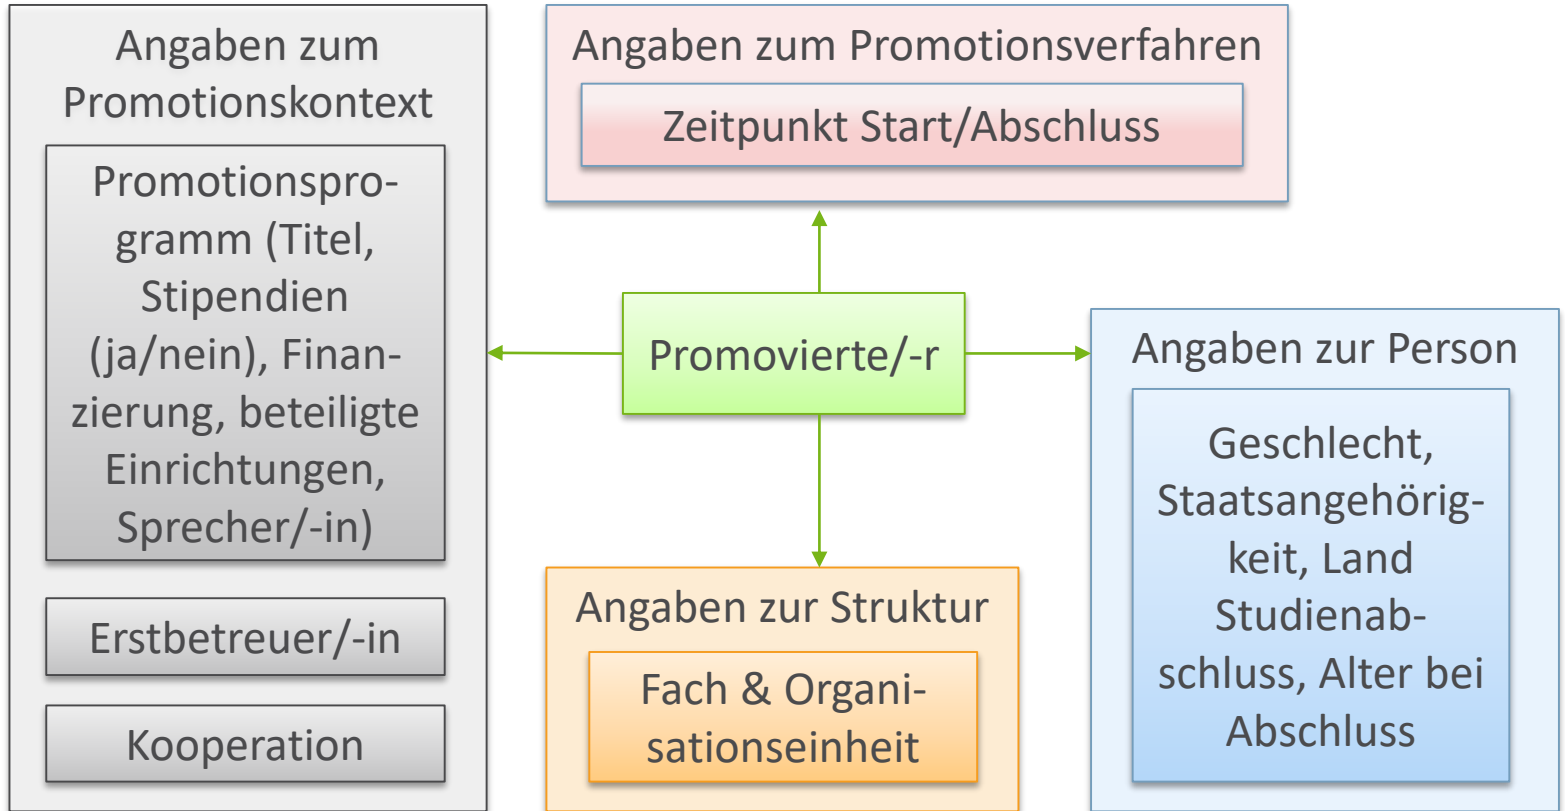 Angaben zum
Promotionskontext
Promotionspro-
gramm (Titel,
Stipendien
(ja/nein), Finan-
zierung, beteiligte
Einrichtungen,
Sprecher/-in)
Erstbetreuer/-in
Kooperation
Angaben zum Promotionsverfahren
Zeitpunkt Start/Abschluss
Promovierte/-r
Angaben zur Struktur
Fach & Organi-
sationseinheit
Angaben zur Person
Geschlecht,
Staatsangehörig-
keit, Land
Studienab-
schluss, Alter bei
Abschluss